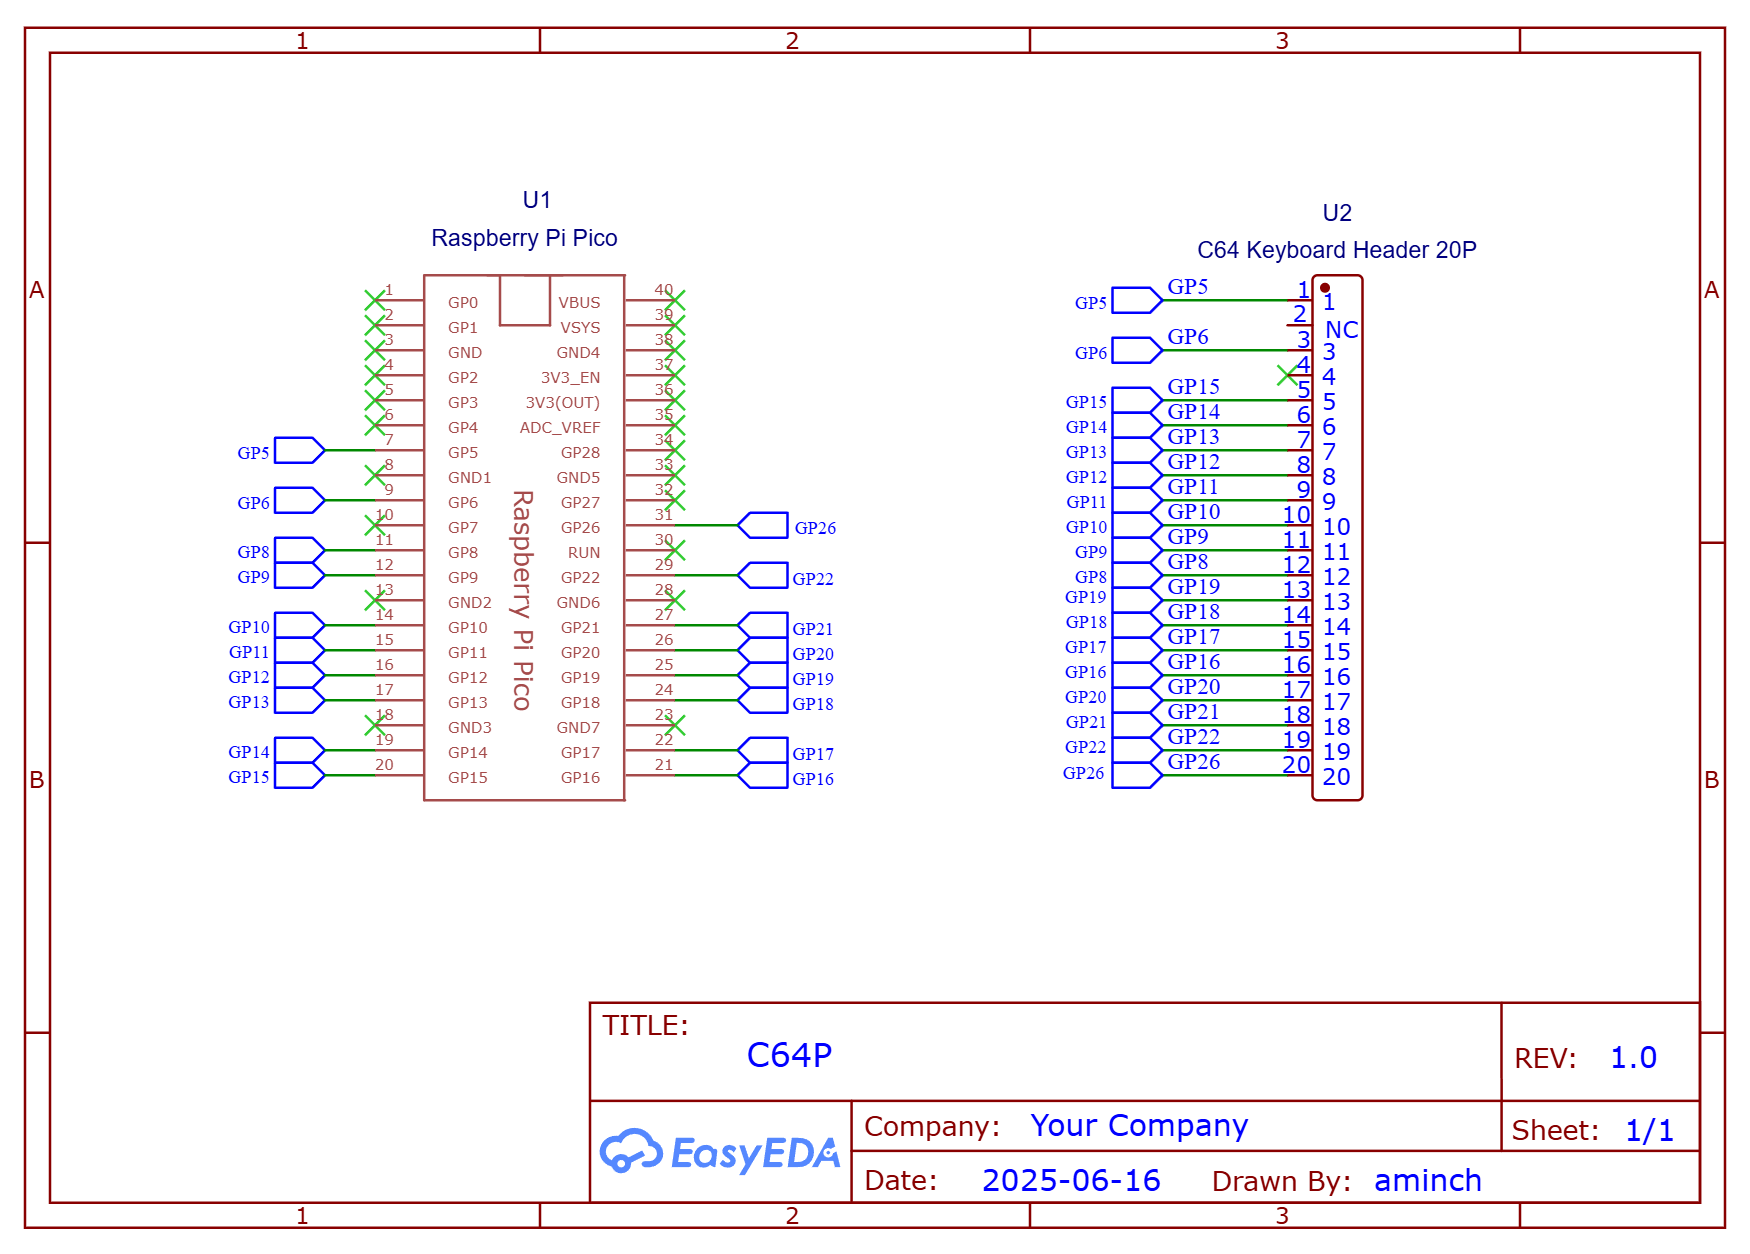 1 2 3
A A
B B
U1
Raspberry Pi Pico
1 GP0 VBUS 40
2 GP1 VSYS 39
3 GND GND4 38
4 GP2 3V3_EN 37
5 GP3 3V3(OUT) 36
6 GP4 ADC_VREF 35
GP5 7 GP5 GP28 34
8 GND1 GND5 33
GP6 9 GP6 GP27 32
10 GP7 GP26 31 GP26
GP8 11 GP8 RUN 30
GP9 12 GP9 GP22 29 GP22
13 GND2 GND6 28
GP10 14 GP10 GP21 27 GP21
GP11 15 GP11 GP20 26 GP20
GP12 16 GP12 GP19 25 GP19
GP13 17 GP13 GP18 24 GP18
18 GND3 GND7 23
GP14 19 GP14 GP17 22 GP17
GP15 20 GP15 GP16 21 GP16
Raspberry Pi Pico
U2
C64 Keyboard Header 20P
GP5 GP5 1 1
2 NC
GP6 GP6 3 3
4 4
GP15 GP15 5 5
GP14 GP14 6 6
GP13 GP13 7 7
GP12 GP12 8 8
GP11 GP11 9 9
GP10 GP10 10 10
GP9 GP9 11 11
GP8 GP8 12 12
GP19 GP19 13 13
GP18 GP18 14 14
GP17 GP17 15 15
GP16 GP16 16 16
GP20 GP20 17 17
GP21 GP21 18 18
GP22 GP22 19 19
GP26 GP26 20 20
TITLE:
C64P
REV: 1.0
EasyEDA
Company: Your Company
Sheet: 1/1
Date: 2025-06-16 Drawn By: aminch
1 2 3